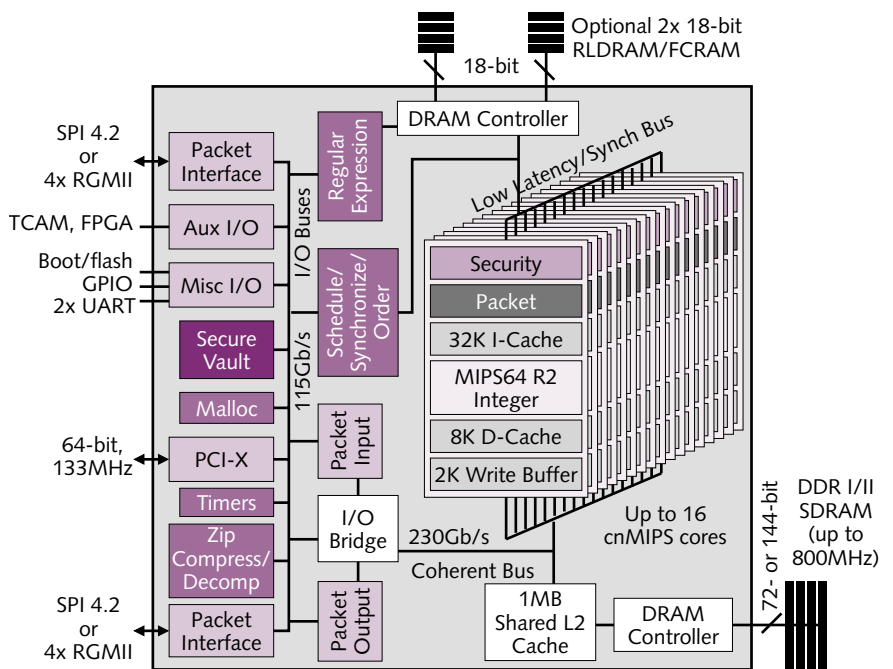 Optional 2x 18-bit
RLDRAM/FCRAM
18-bit
DRAM Controller
SPI 4.2
or
4x RGMII
Packet
Interface
Regular
Expression
Low Latency/Synch Bus
TCAM, FPGA
Aux I/O
I/O Buses
Boot/flash
GPIO
2x UART
Misc I/O
Schedule/
Synchronize/
Order
Security
Packet
32K I-Cache
MIPS64 R2
Integer
8K D-Cache
2K Write Buffer
Secure
Vault
115Gb/s
Malloc
64-bit,
133MHz
PCI-X
Packet
Input
Timers
I/O
Bridge
230Gb/s
Coherent Bus
Up to 16
cnMIPS cores
72- or 144-bit
DDR I/II
SDRAM
(up to
800MHz)
Zip
Compress/
Decomp
SPI 4.2
or
4x RGMII
Packet
Interface
Packet
Output
1MB
Shared L2
Cache
DRAM
Controller